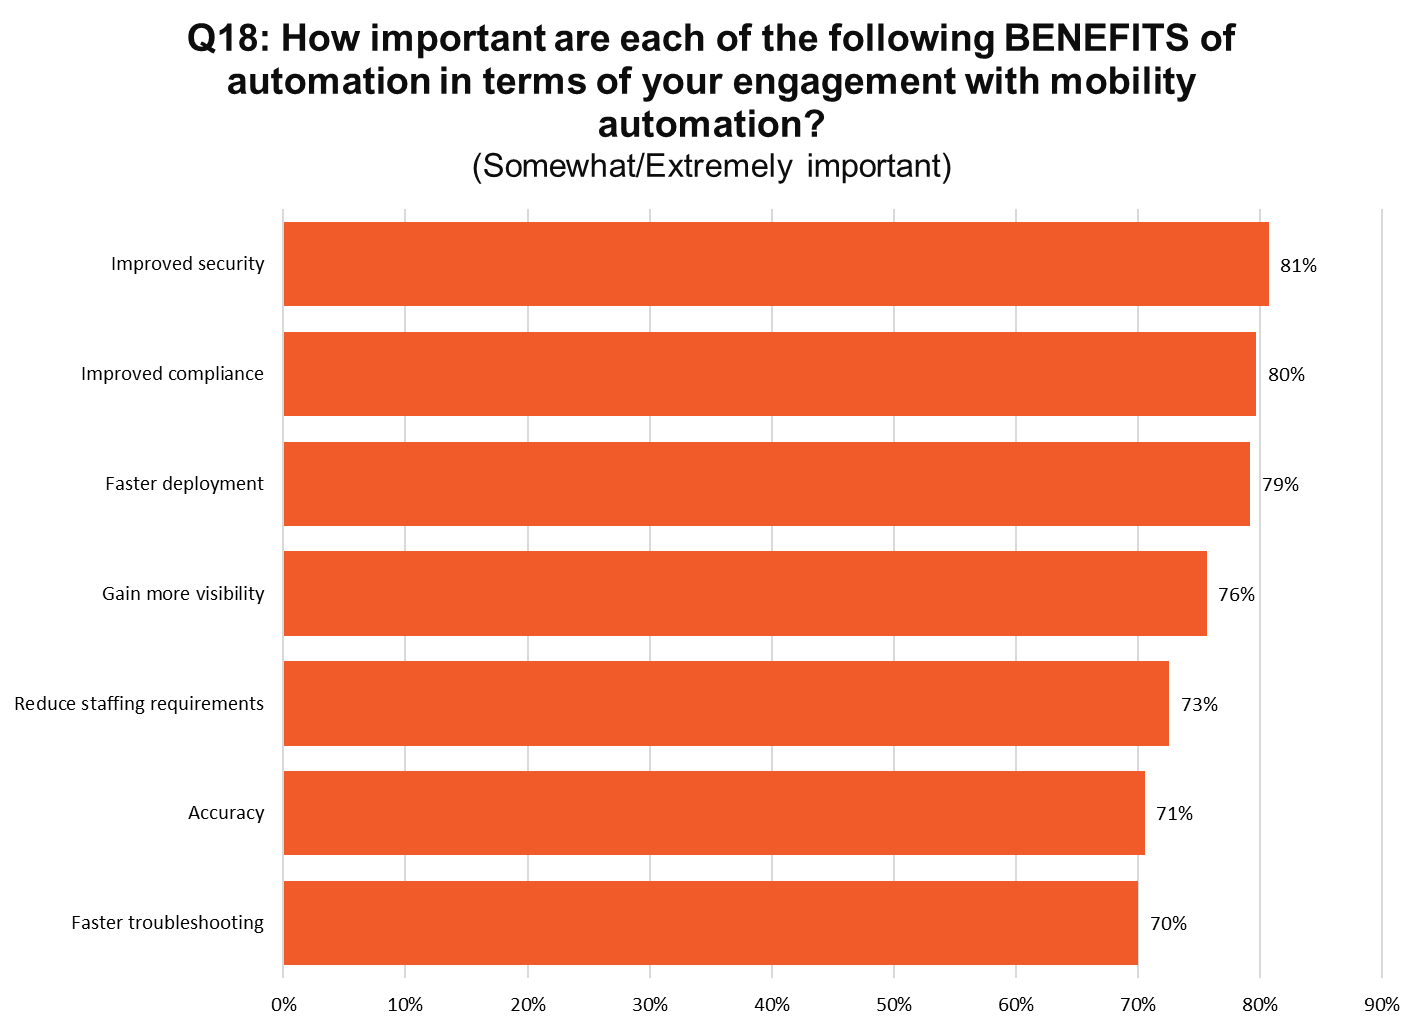 Q18: How important are each of the following BENEFITS of
automation in terms of your engagement with mobility
automation?
(Somewhat/Extremely important)
Improved security 81%
Improved compliance 80%
Faster deployment 79%
Gain more visibility 76%
Reduce staffing requirements 73%
Accuracy 71%
Faster troubleshooting 70%
0% 10% 20% 30% 40% 50% 60% 70% 80% 90%